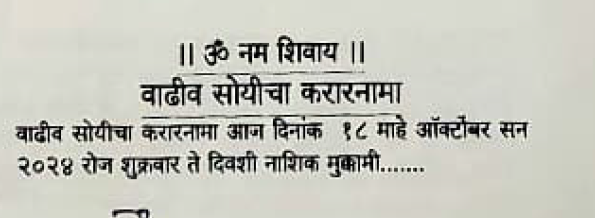 || ॐ नम शिवाय ||
वाढीव सोयीचा करारनामा
वाढीव सोयीचा करारनामा आज दिनांक १८ माहे ऑक्टोंबर सन
२०२४ रोज शुक्रवार ते दिवशी नाशिक मुक्कामी.......